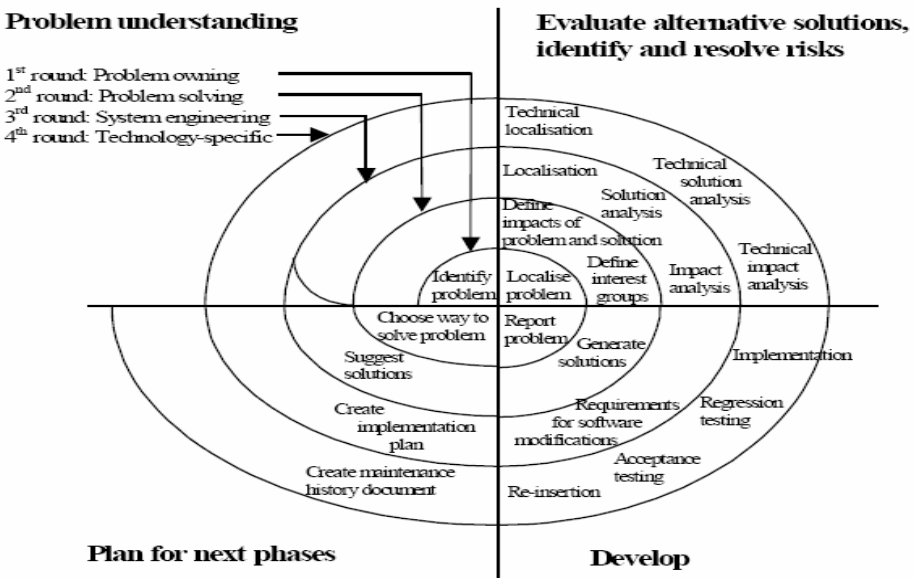 Problem understanding
Evaluate alternative solutions,
identify and resolve risks
1st round: Problem owning
2nd round: Problem solving
3rd round: System engineering
4th round: Technology-specific
Technical
localisation
Localisation
Technical
solution
analysis
Solution
analysis
Define
impacts of
problem and solution
Technical
impact
analysis
Impact
analysis
Define
interest
groups
Identify
problem
Localise
problem
Choose way to
solve problem
Report
problem
Generate
solutions
Suggest
solutions
Implementation
Create
implementation
plan
Requirements
for software
modifications
Regression
testing
Acceptance
testing
Create maintenance
history document
Re-insertion
Plan for next phases
Develop